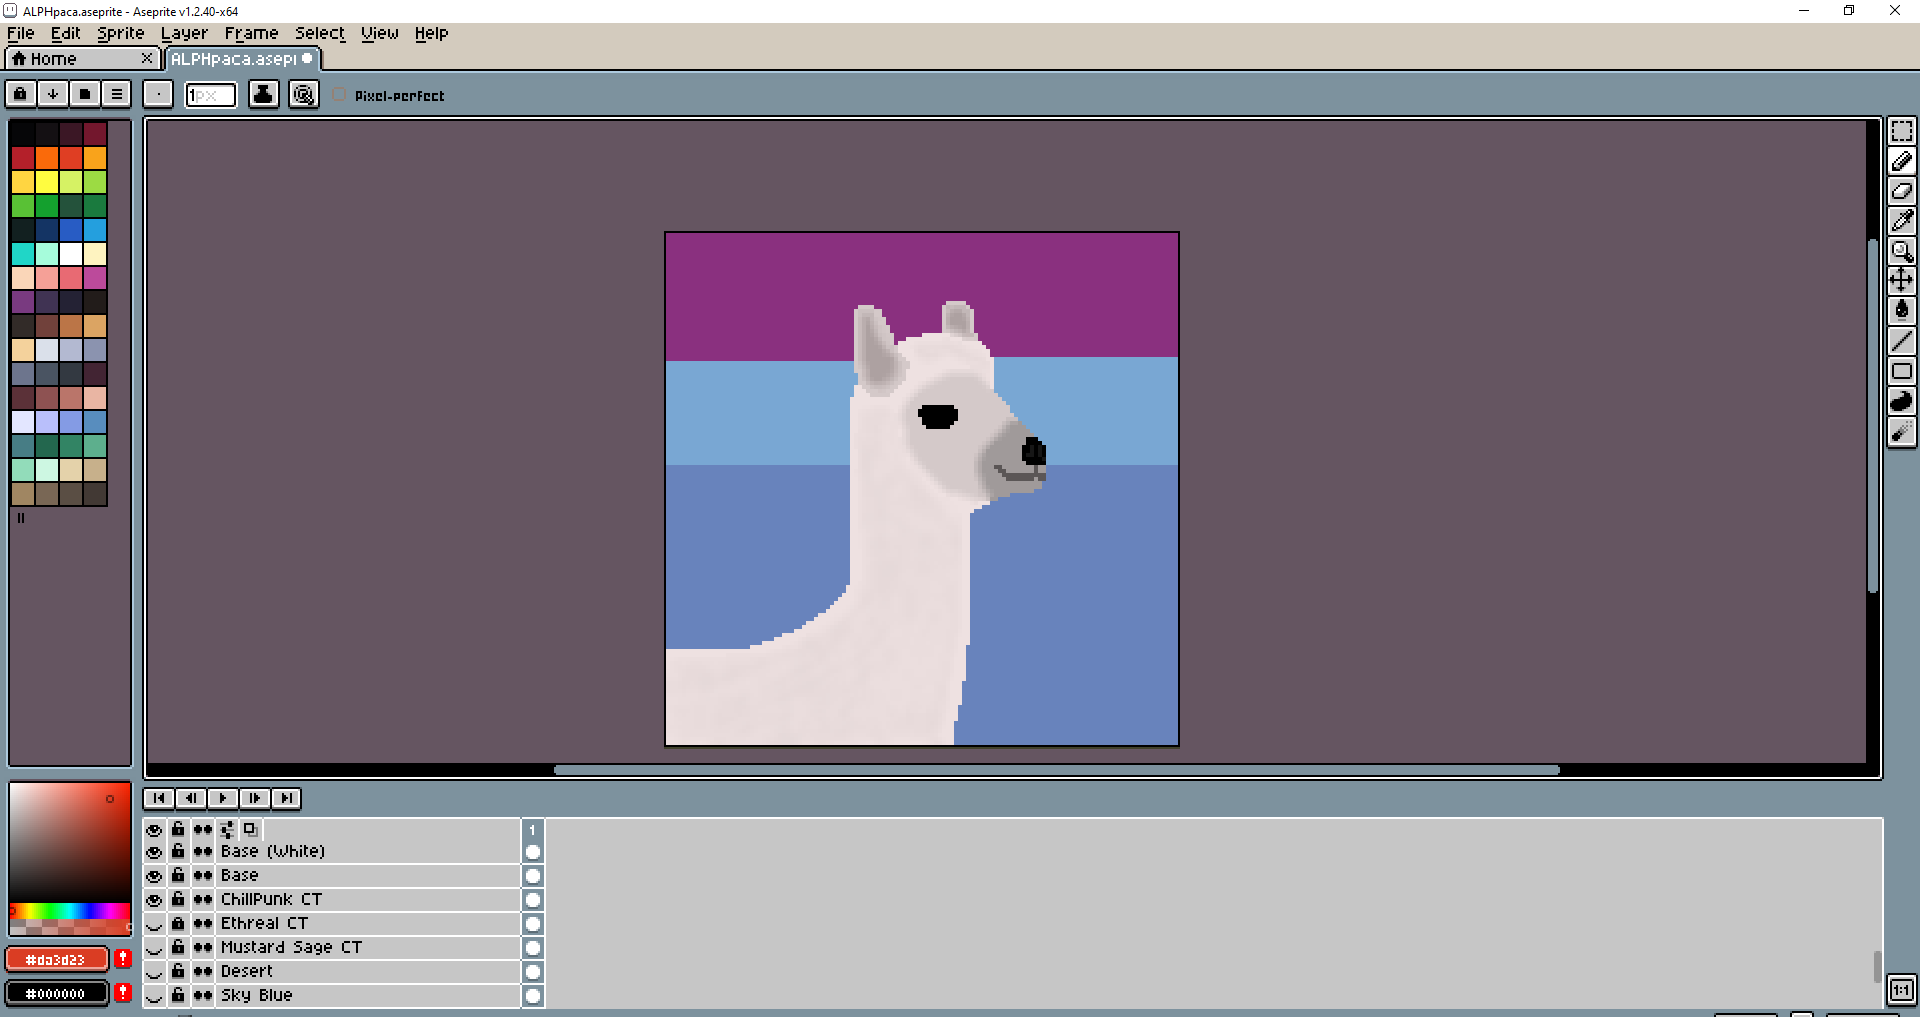 ALPHpaca.aseprite - Aseprite v1.2.40-x64
File Edit Sprite Layer Frame Select View Help
Home ALPHpaca.asepr
1px Pixel-perfect
1
Base (White)
Base
ChillPunk CT
Ethreal CT
Mustard Sage CT
Desert
Sky Blue
#da3d23
#000000
1:1